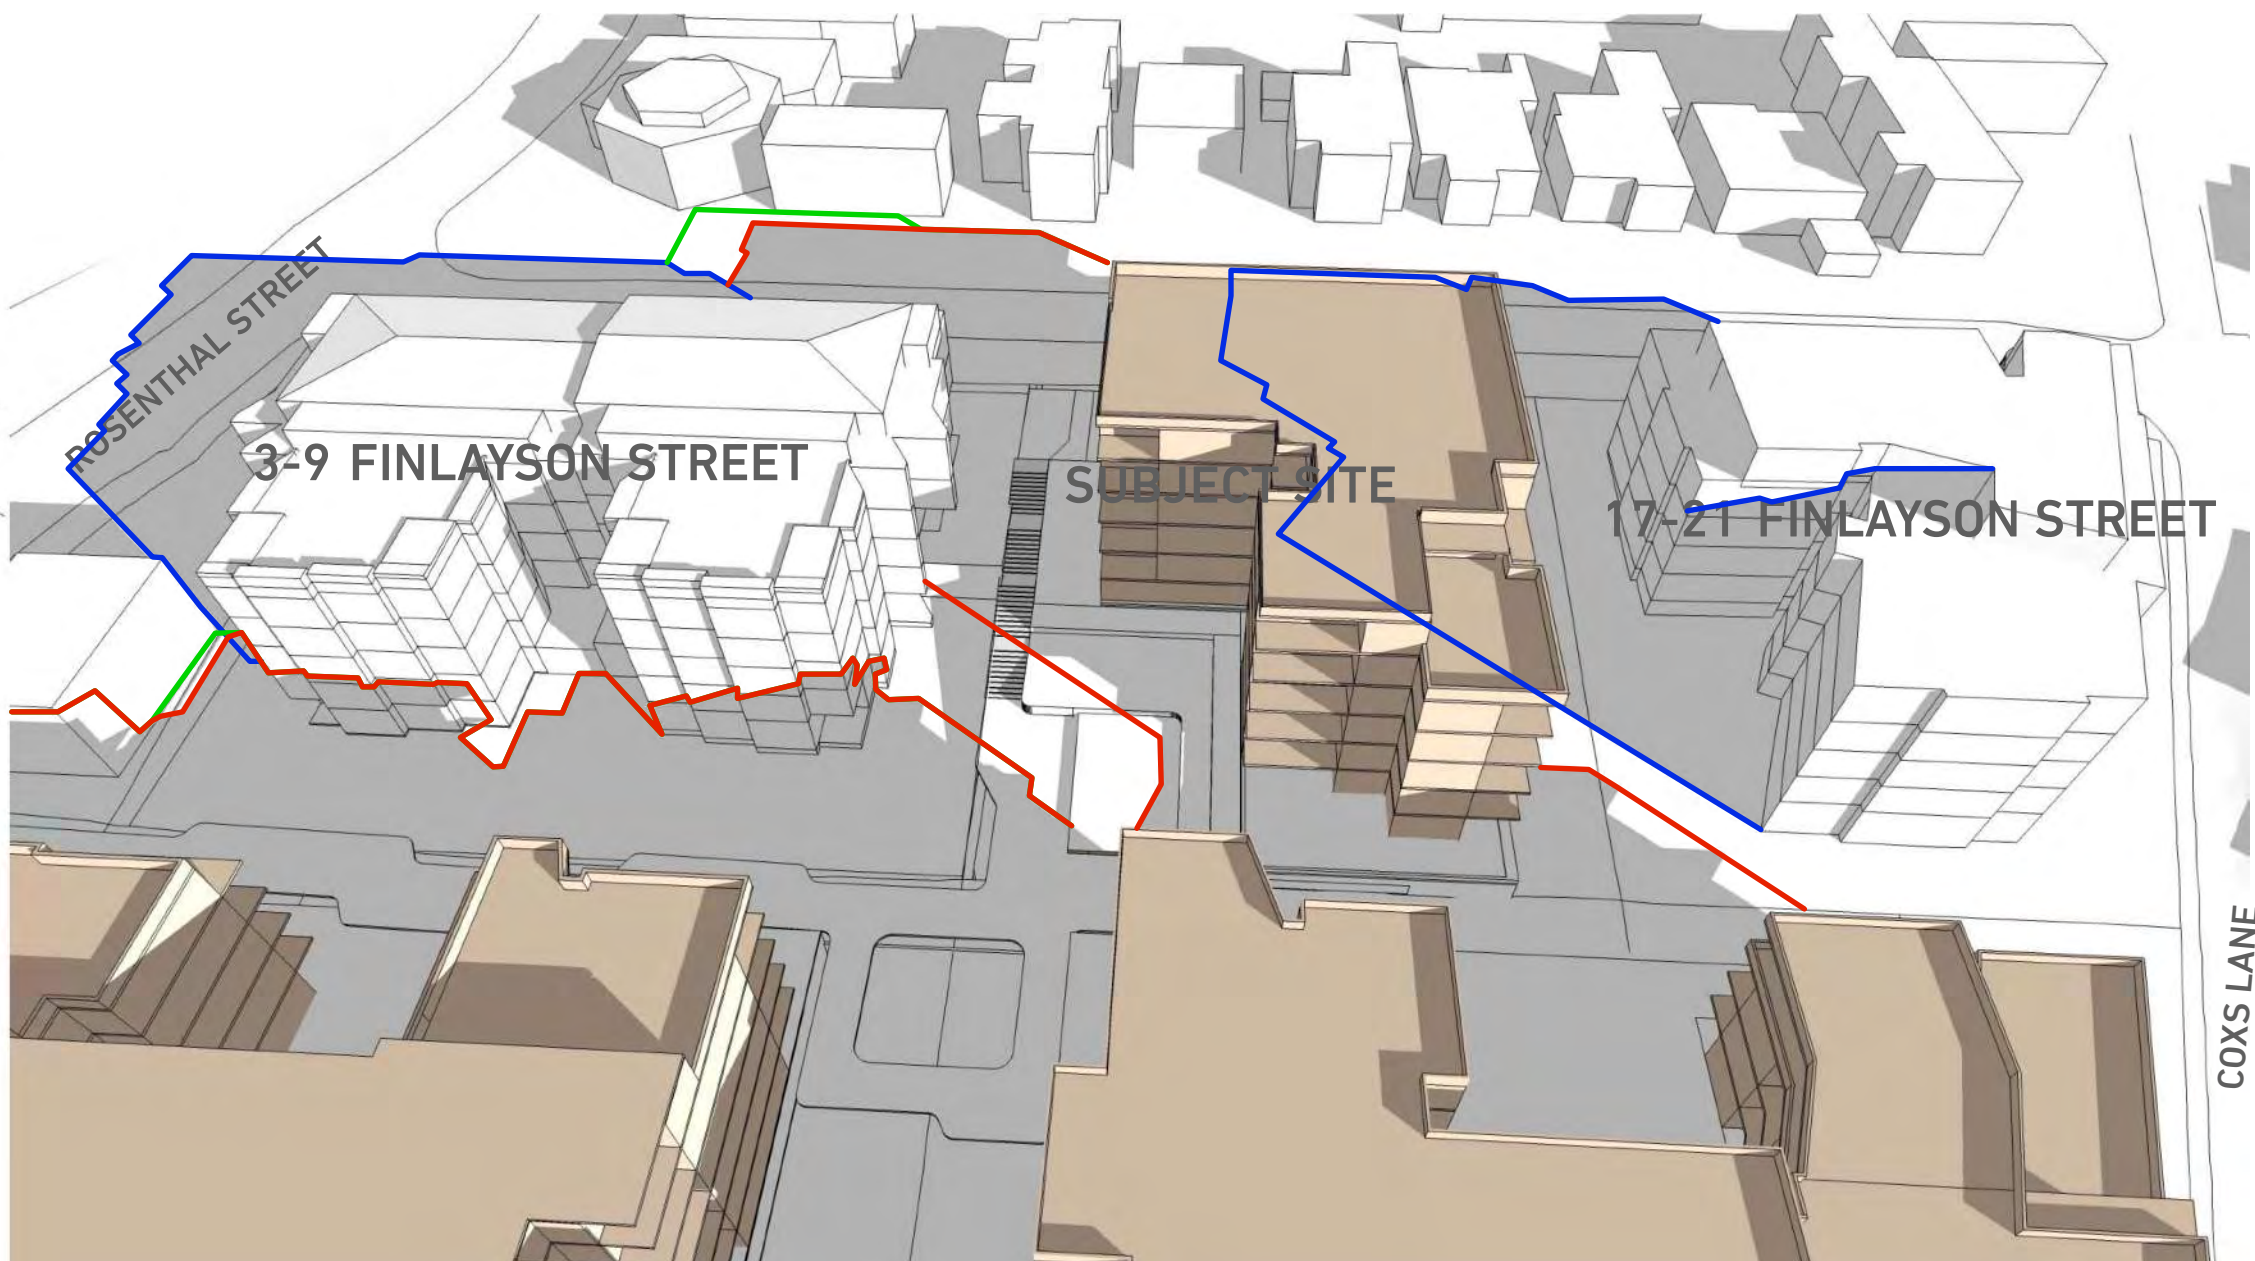 ROSENTHAL STREET
3-9 FINLAYSON STREET
SUBJECT SITE
17-21 FINLAYSON STREET
COXS LANE